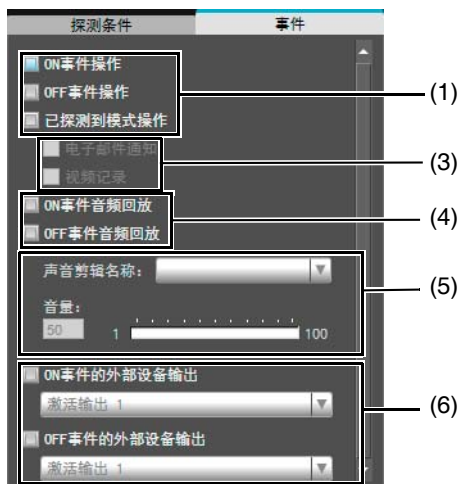 探测条件 事件
ON事件操作
OFF事件操作
已探测到模式操作
(1)
电子邮件通知
视频记录
(3)
ON事件音频回放
OFF事件音频回放
(4)
声音剪辑名称：
音量：
50 1 100
(5)
ON事件的外部设备输出
激活输出 1
OFF事件的外部设备输出
激活输出 1
(6)